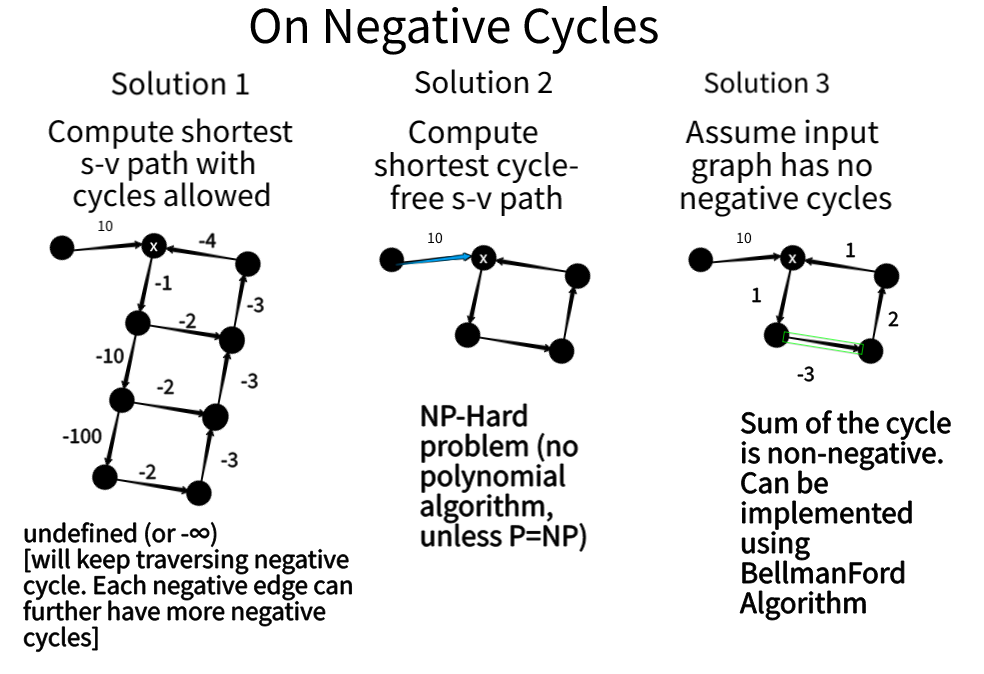 On Negative Cycles
Solution 1
Compute shortest
s-v path with
cycles allowed
10
x
-4
-1
-3
-2
-10
-3
-2
-100
-3
-2
undefined (or -∞)
[will keep traversing negative
cycle. Each negative edge can
further have more negative
cycles]
Solution 2
Compute
shortest cycle-
free s-v path
10
x
NP-Hard
problem (no
polynomial
algorithm,
unless P=NP)
Solution 3
Assume input
graph has no
negative cycles
10
x
1
1
2
-3
Sum of the cycle
is non-negative.
Can be
implemented
using
BellmanFord
Algorithm